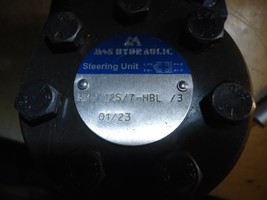 M+S HYDRAULIC
Steering Unit
125/T-HBL /3
01/23